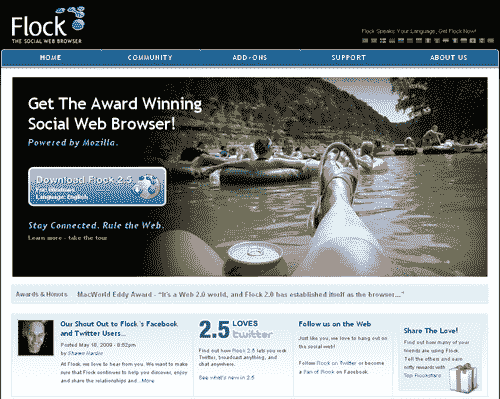 Flock
THE SOCIAL WEB BROWSER
Flock Speaks Your Language, Get Flock Now!
HOME
COMMUNITY
ADD-ONS
SUPPORT
ABOUT US
Get The Award Winning
Social Web Browser!
Powered by Mozilla.
Download Flock 2.5
For Windows
Language: English
Stay Connected. Rule the Web.
Learn more - take the tour
Awards & Honors
MacWorld Eddy Award - "It's a Web 2.0 world, and Flock 2.0 has established itself as the browser..."
Our Shout Out to Flock's Facebook
and Twitter Users...
Posted May 18, 2009 - 8:52pm
by Shawn Hardin
At Flock, we love to hear from you. We want to make
sure that Flock continues to help you discover, enjoy
and share the relationships and ...More
2.5 LOVES
twitter
Find out how Flock 2.5 lets you seek
Twitter, broadcast anything, and
chat anywhere.
See what's new in 2.5
Follow us on the Web
Just like you, we love to hang out on
the social web!
Follow Flock on Twitter or become
a Fan of Flock on Facebook.
Share The Love!
Find out how many of your
friends are using Flock.
Tell the others and earn
nifty rewards with
Top Flockstars.